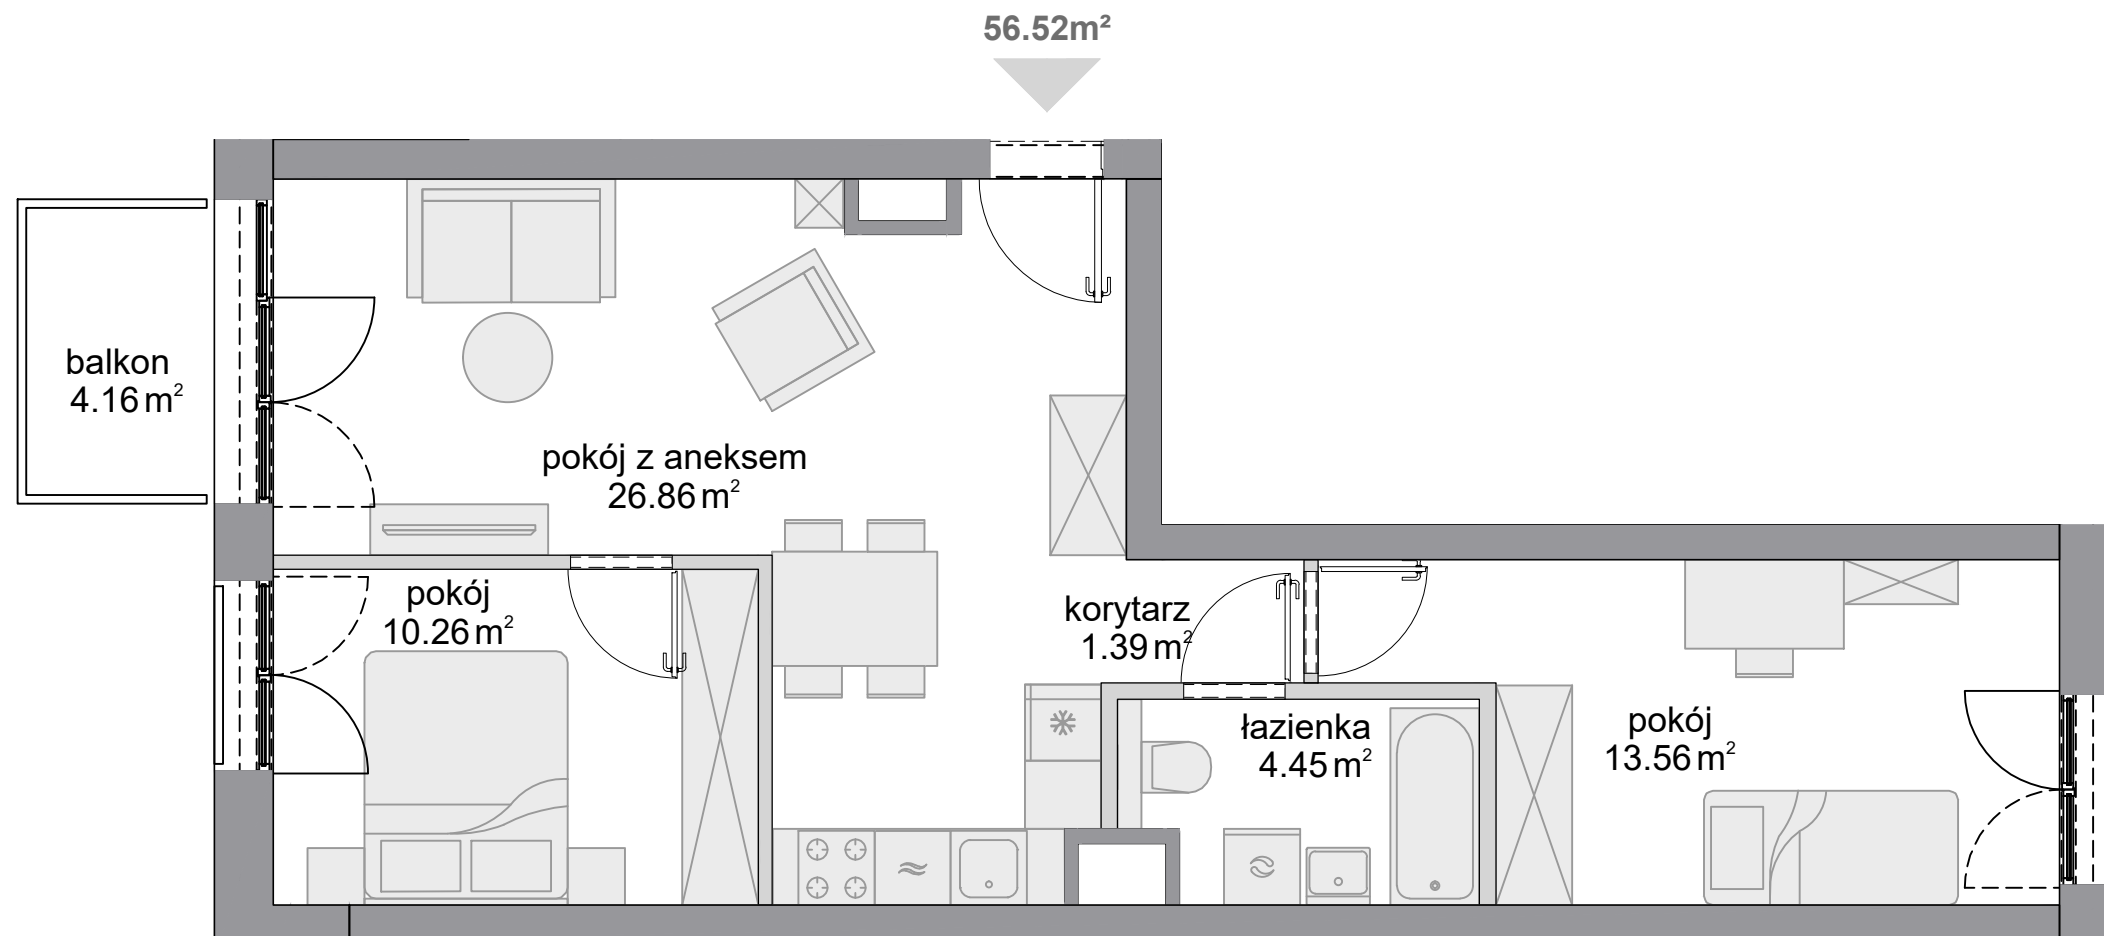 56.52m²
balkon
4.16 m²
pokój z aneksem
26.86 m²
pokój
10.26 m²
korytarz
1.39 m²
łazienka
4.45 m²
pokój
13.56 m²